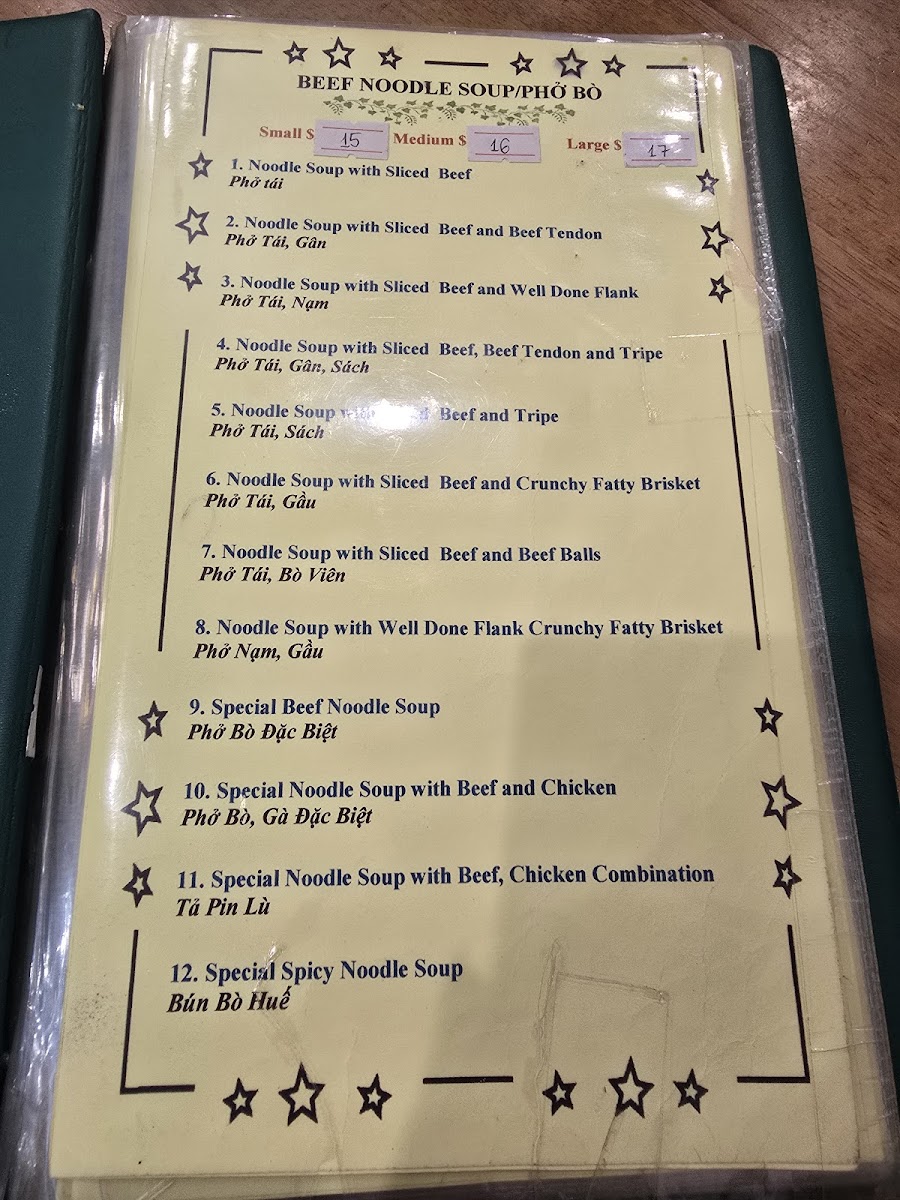 BEEF NOODLE SOUP/PHỞ BÒ
Small $ 15 Medium $ 16 Large $ 17
1. Noodle Soup with Sliced Beef
Phở tái
2. Noodle Soup with Sliced Beef and Beef Tendon
Phở Tái, Gân
3. Noodle Soup with Sliced Beef and Well Done Flank
Phở Tái, Nạm
4. Noodle Soup with Sliced Beef, Beef Tendon and Tripe
Phở Tái, Gân, Sách
5. Noodle Soup Beef and Tripe
Phở Tái, Sách
6. Noodle Soup with Sliced Beef and Crunchy Fatty Brisket
Phở Tái, Gầu
7. Noodle Soup with Sliced Beef and Beef Balls
Phở Tái, Bò Viên
8. Noodle Soup with Well Done Flank Crunchy Fatty Brisket
Phở Nạm, Gầu
9. Special Beef Noodle Soup
Phở Bò Đặc Biệt
10. Special Noodle Soup with Beef and Chicken
Phở Bò, Gà Đặc Biệt
11. Special Noodle Soup with Beef, Chicken Combination
Tả Pin Lù
12. Special Spicy Noodle Soup
Bún Bò Huế